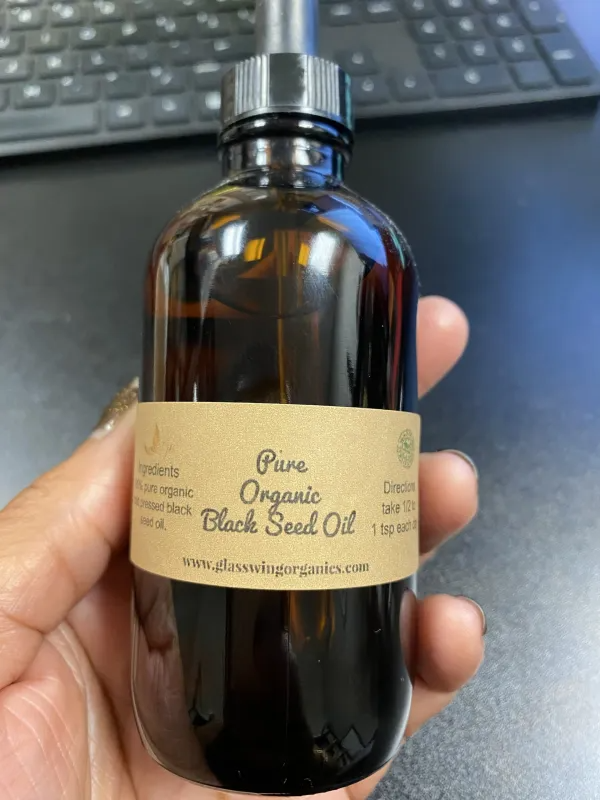 Ingredients
pure organic
pressed black
seed oil.
Pure
Organic
Black Seed Oil
www.glasswingorganics.com
Directions
take 1/2 to
1 tsp each